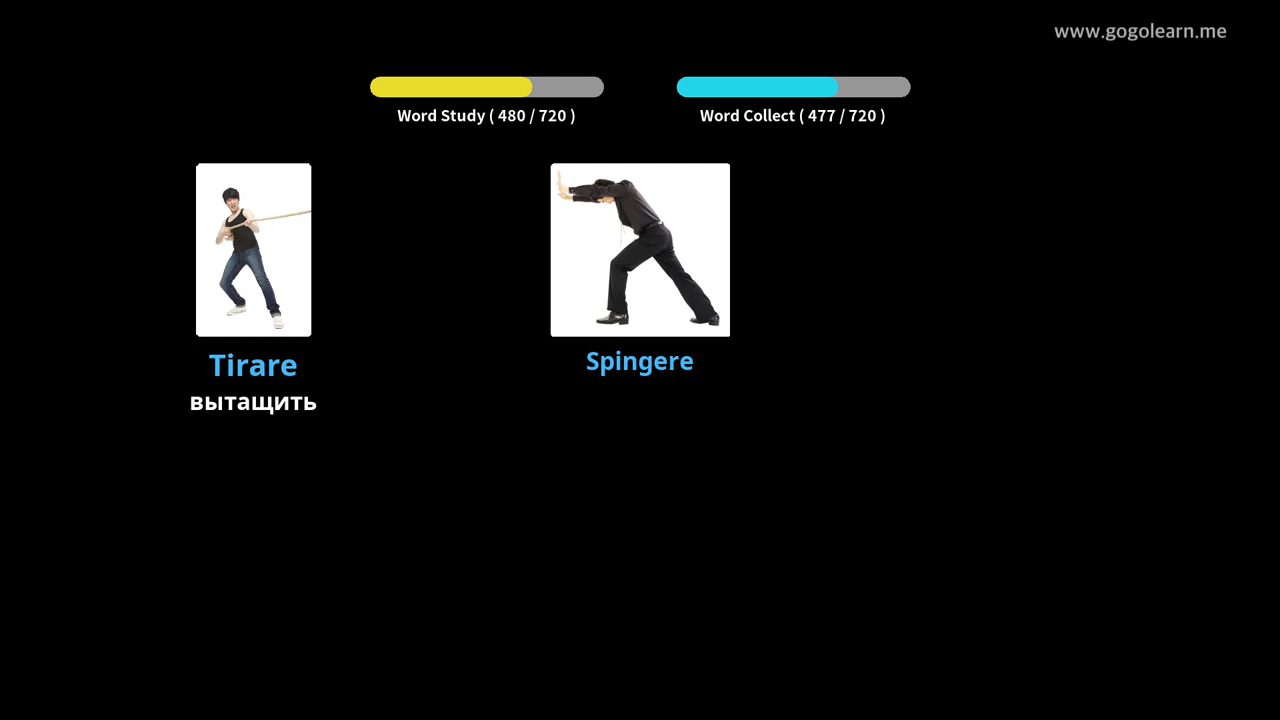 www.gogolearn.me
Word Study ( 480 / 720 )
Word Collect ( 477 / 720 )
Tirare
вытащить
Spingere